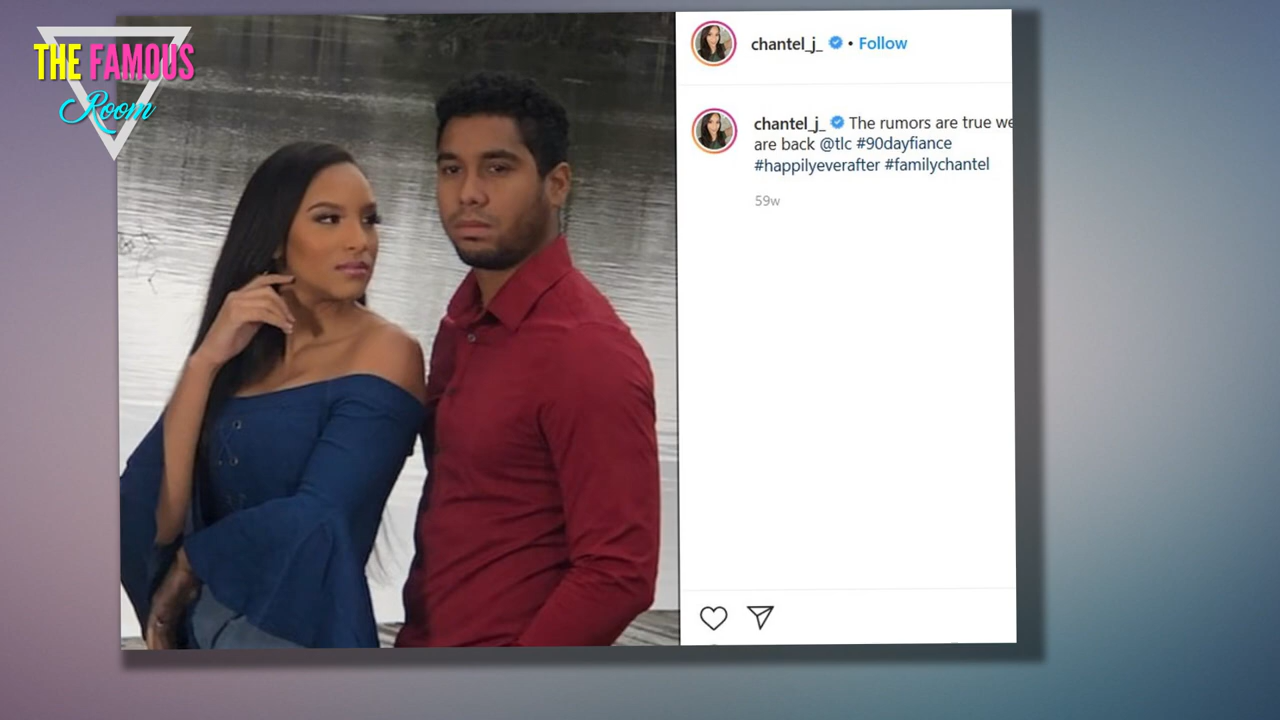 THE FAMOUS
Room
chantel_j_ • Follow
chantel_j_ The rumors are true we
are back @tlc #90dayfiance
#happilyeverafter #familychantel
59w